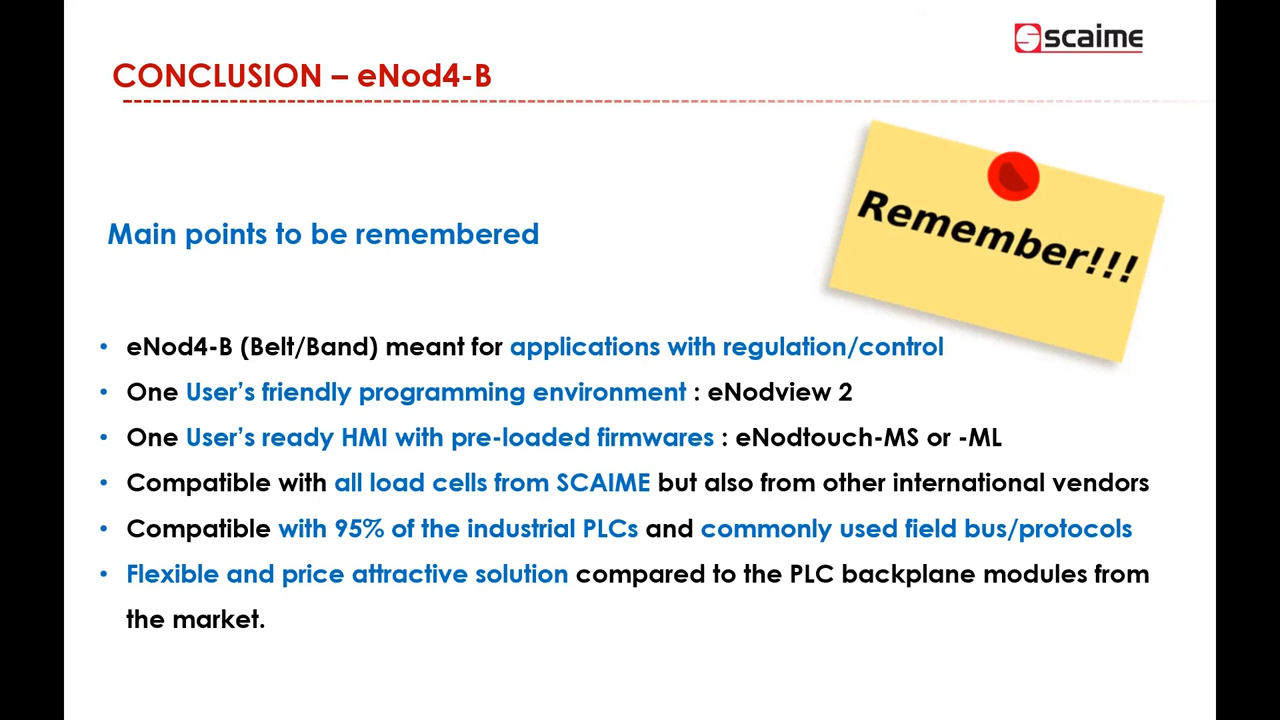 scaime
CONCLUSION – eNod4-B
Remember!!!
Main points to be remembered
• eNod4-B (Belt/Band) meant for applications with regulation/control
• One User’s friendly programming environment : eNodview 2
• One User’s ready HMI with pre-loaded firmwares : eNodtouch-MS or -ML
• Compatible with all load cells from SCAIME but also from other international vendors
• Compatible with 95% of the industrial PLCs and commonly used field bus/protocols
• Flexible and price attractive solution compared to the PLC backplane modules from
the market.